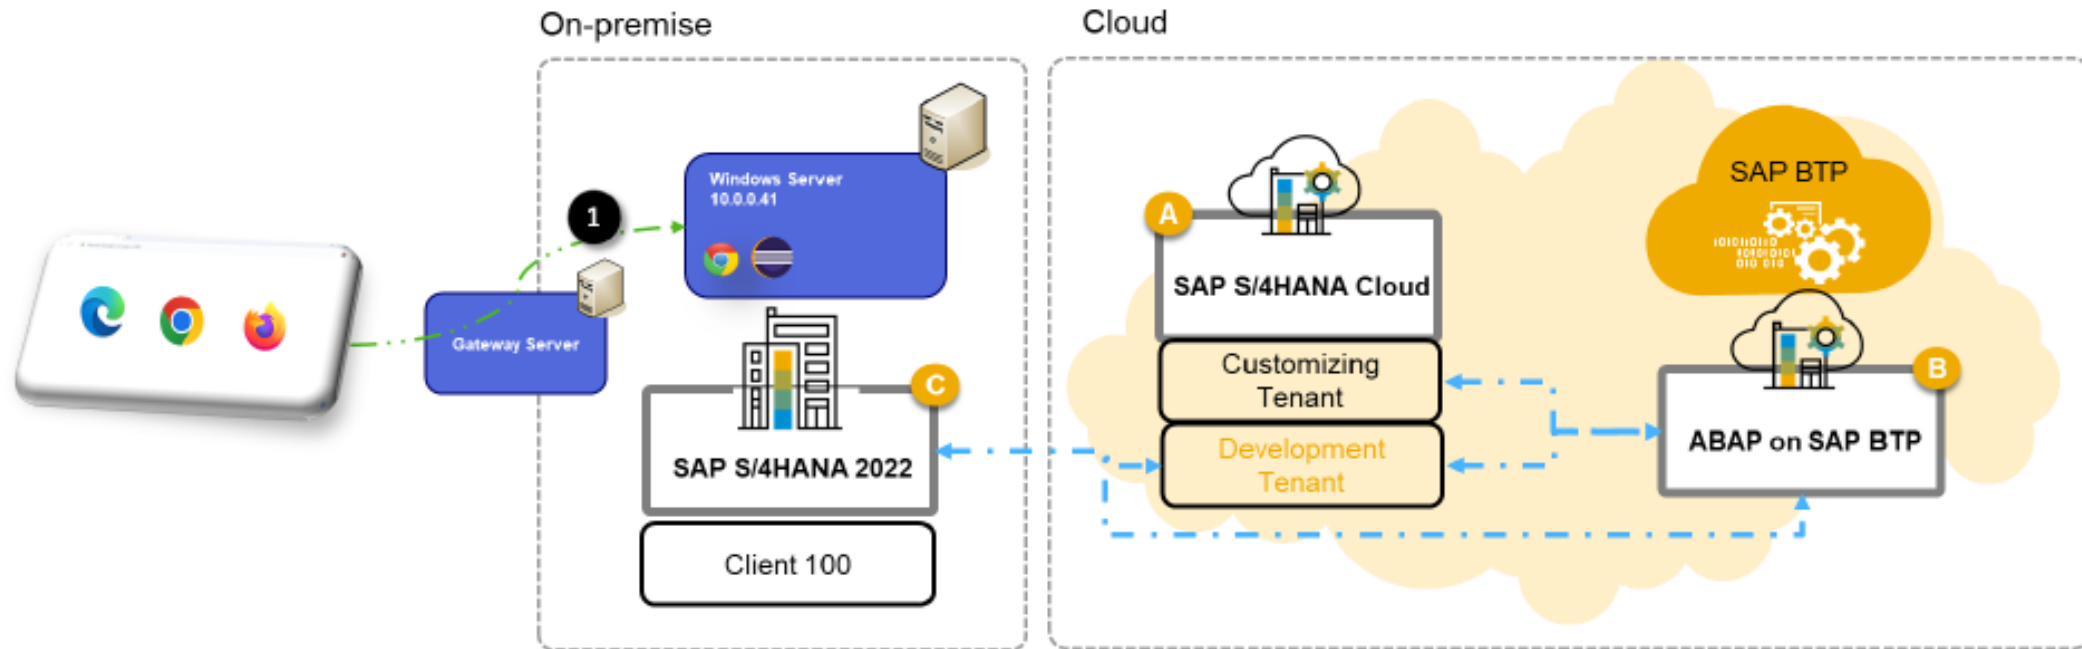 On-premise
Cloud
Windows Server
10.0.0.41
1
Gateway Server
C
SAP S/4HANA 2022
Client 100
A
SAP S/4HANA Cloud
Customizing
Tenant
Development
Tenant
SAP BTP
B
ABAP on SAP BTP